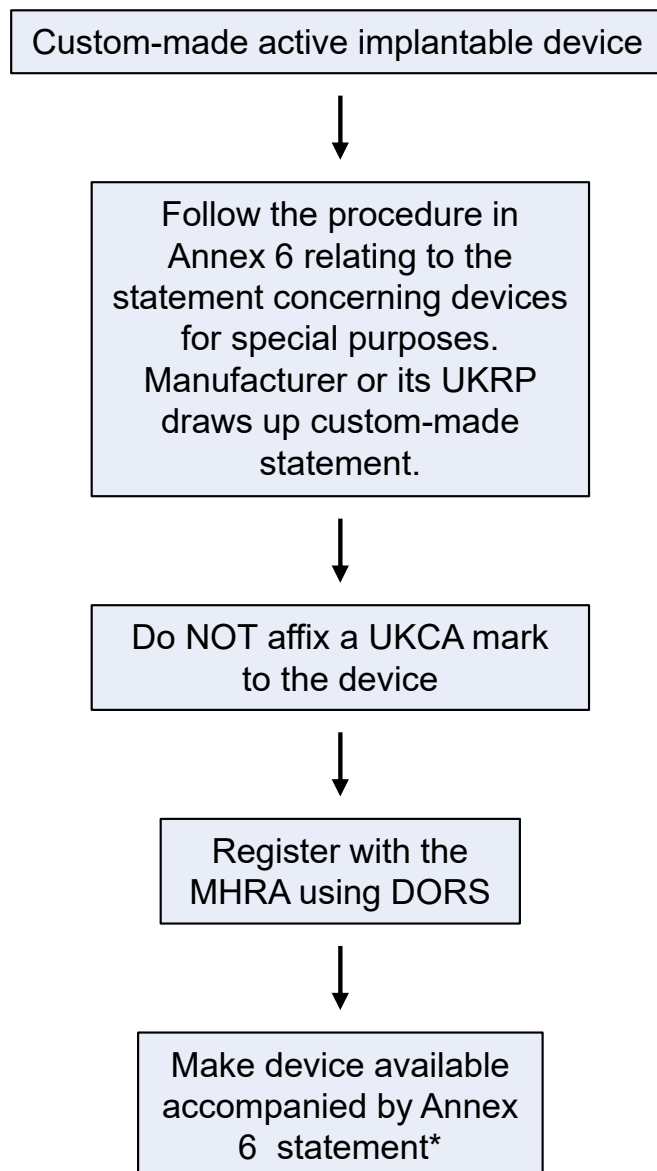 Custom-made active implantable device
Follow the procedure in
Annex 6 relating to the
statement concerning devices
for special purposes.
Manufacturer or its UKRP
draws up custom-made
statement.
Do NOT affix a UKCA mark
to the device
Register with the
MHRA using DORS
Make device available
accompanied by Annex
6  statement*